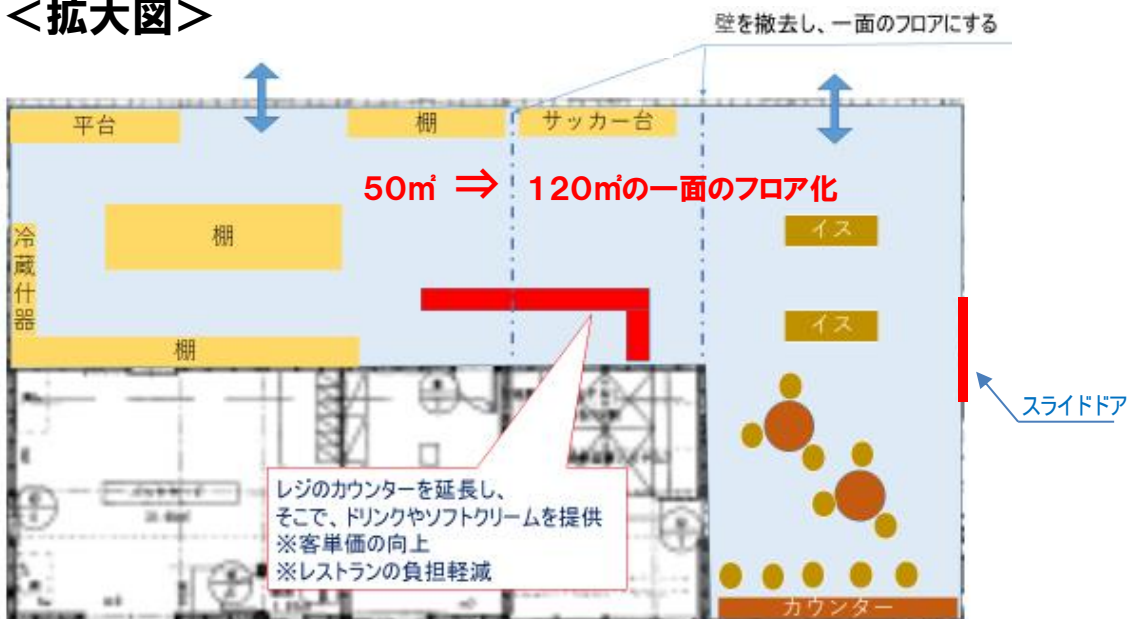 ＜拡大図＞
壁を撤去し、一面のフロアにする
平台
棚
サッカー台
50㎡ ⇒ 120㎡の一面のフロア化
イス
棚
冷蔵什器
イス
棚
スライドドア
レジのカウンターを延長し、
そこで、ドリンクやソフトクリームを提供
※客単価の向上
※レストランの負担軽減
カウンター